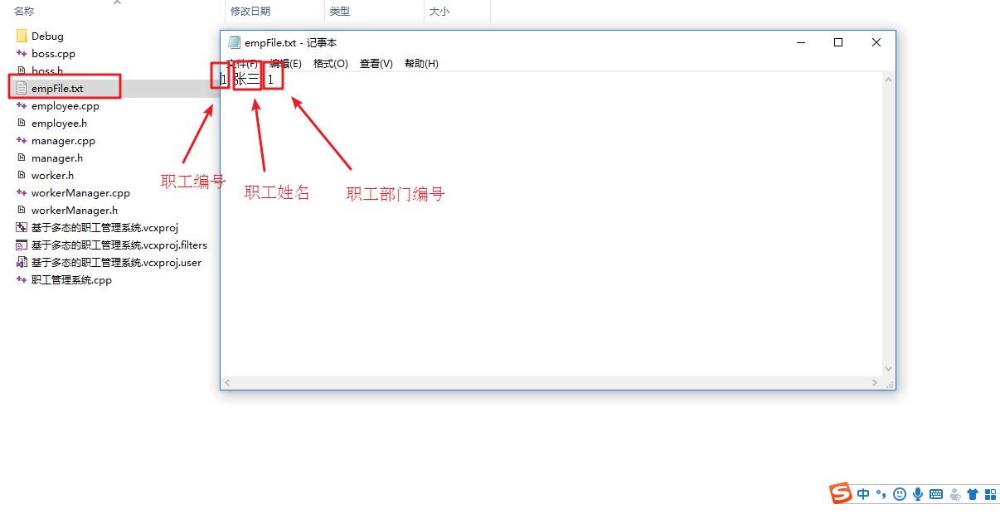 名称 修改日期 类型 大小
Debug
boss.cpp
boss.h
empFile.txt
employee.cpp
employee.h
manager.cpp
manager.h
worker.h
workerManager.cpp
workerManager.h
基于多态的职工管理系统.vcxproj
基于多态的职工管理系统.vcxproj.filters
基于多态的职工管理系统.vcxproj.user
职工管理系统.cpp
empFile.txt - 记事本
文件(F) 编辑(E) 格式(O) 查看(V) 帮助(H)
1 张三 1
职工编号
职工姓名
职工部门编号
S 中